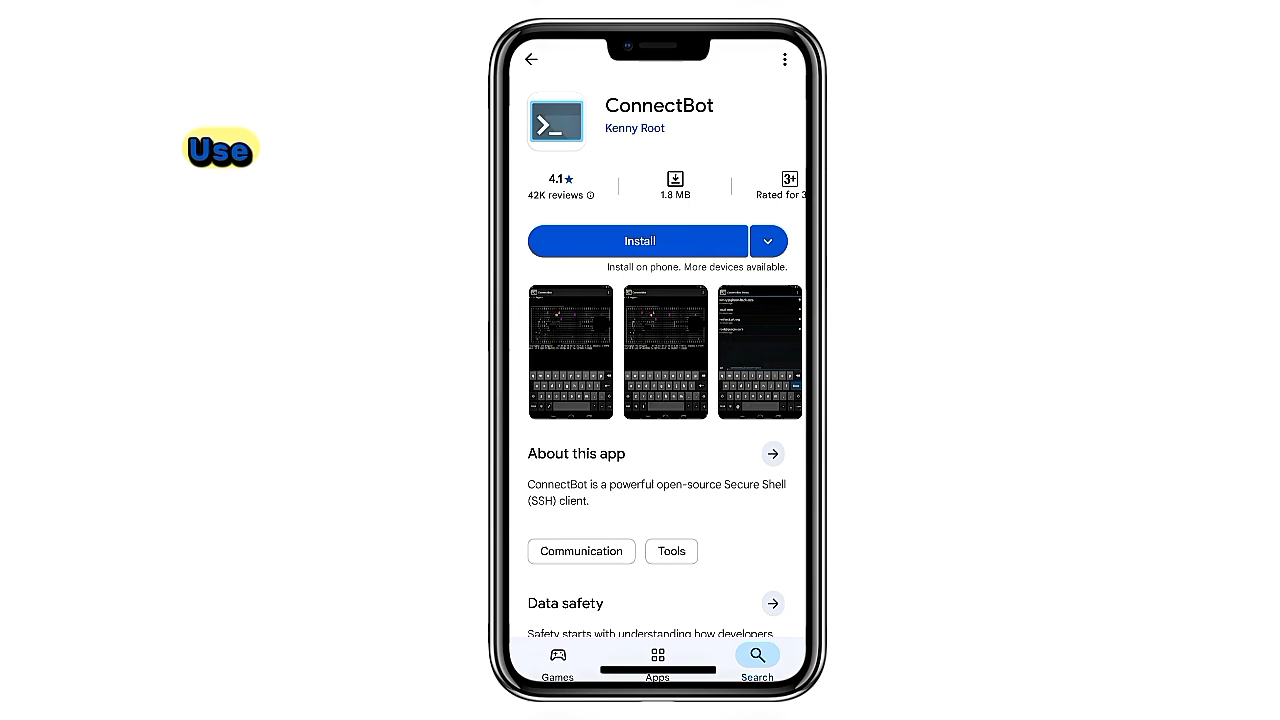 Use
ConnectBot
Kenny Root
4.1★
42K reviews
1.8 MB
3+
Rated for 3
Install
Install on phone. More devices available.
About this app
ConnectBot is a powerful open-source Secure Shell
(SSH) client.
Communication
Tools
Data safety
Safety starts with understanding how developers
Games
Apps
Search